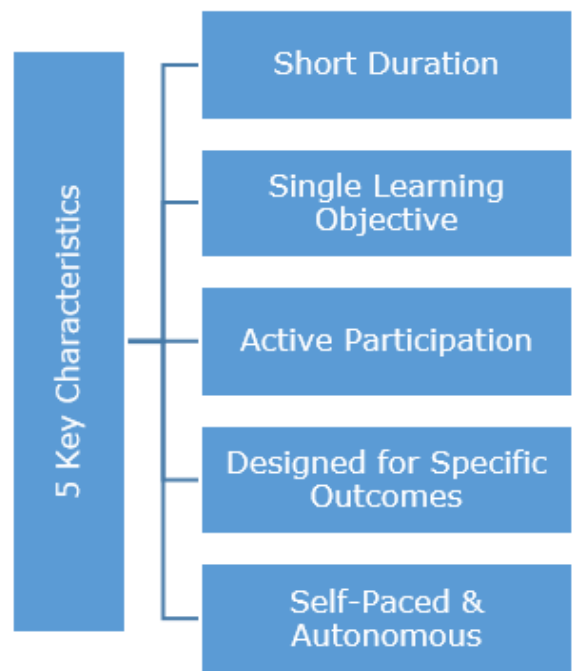 5 Key Characteristics
Short Duration
Single Learning
Objective
Active Participation
Designed for Specific
Outcomes
Self-Paced &
Autonomous